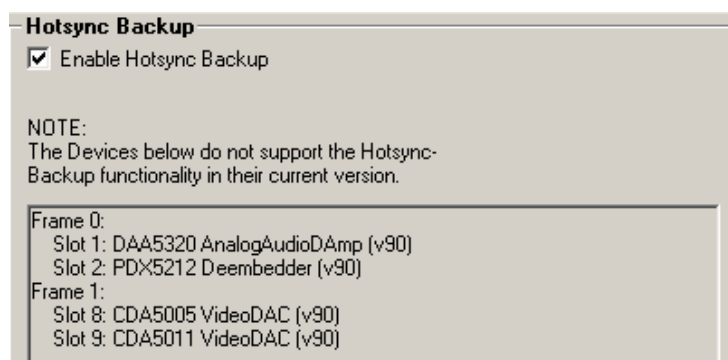 Hotsync Backup
Enable Hotsync Backup
NOTE:
The Devices below do not support the Hotsync-
Backup functionality in their current version.
Frame 0:
Slot 1: DAA5320 AnalogAudioDAmp (v90)
Slot 2: PDX5212 Deembedder (v90)
Frame 1:
Slot 8: CDA5005 VideoDAC (v90)
Slot 9: CDA5011 VideoDAC (v90)